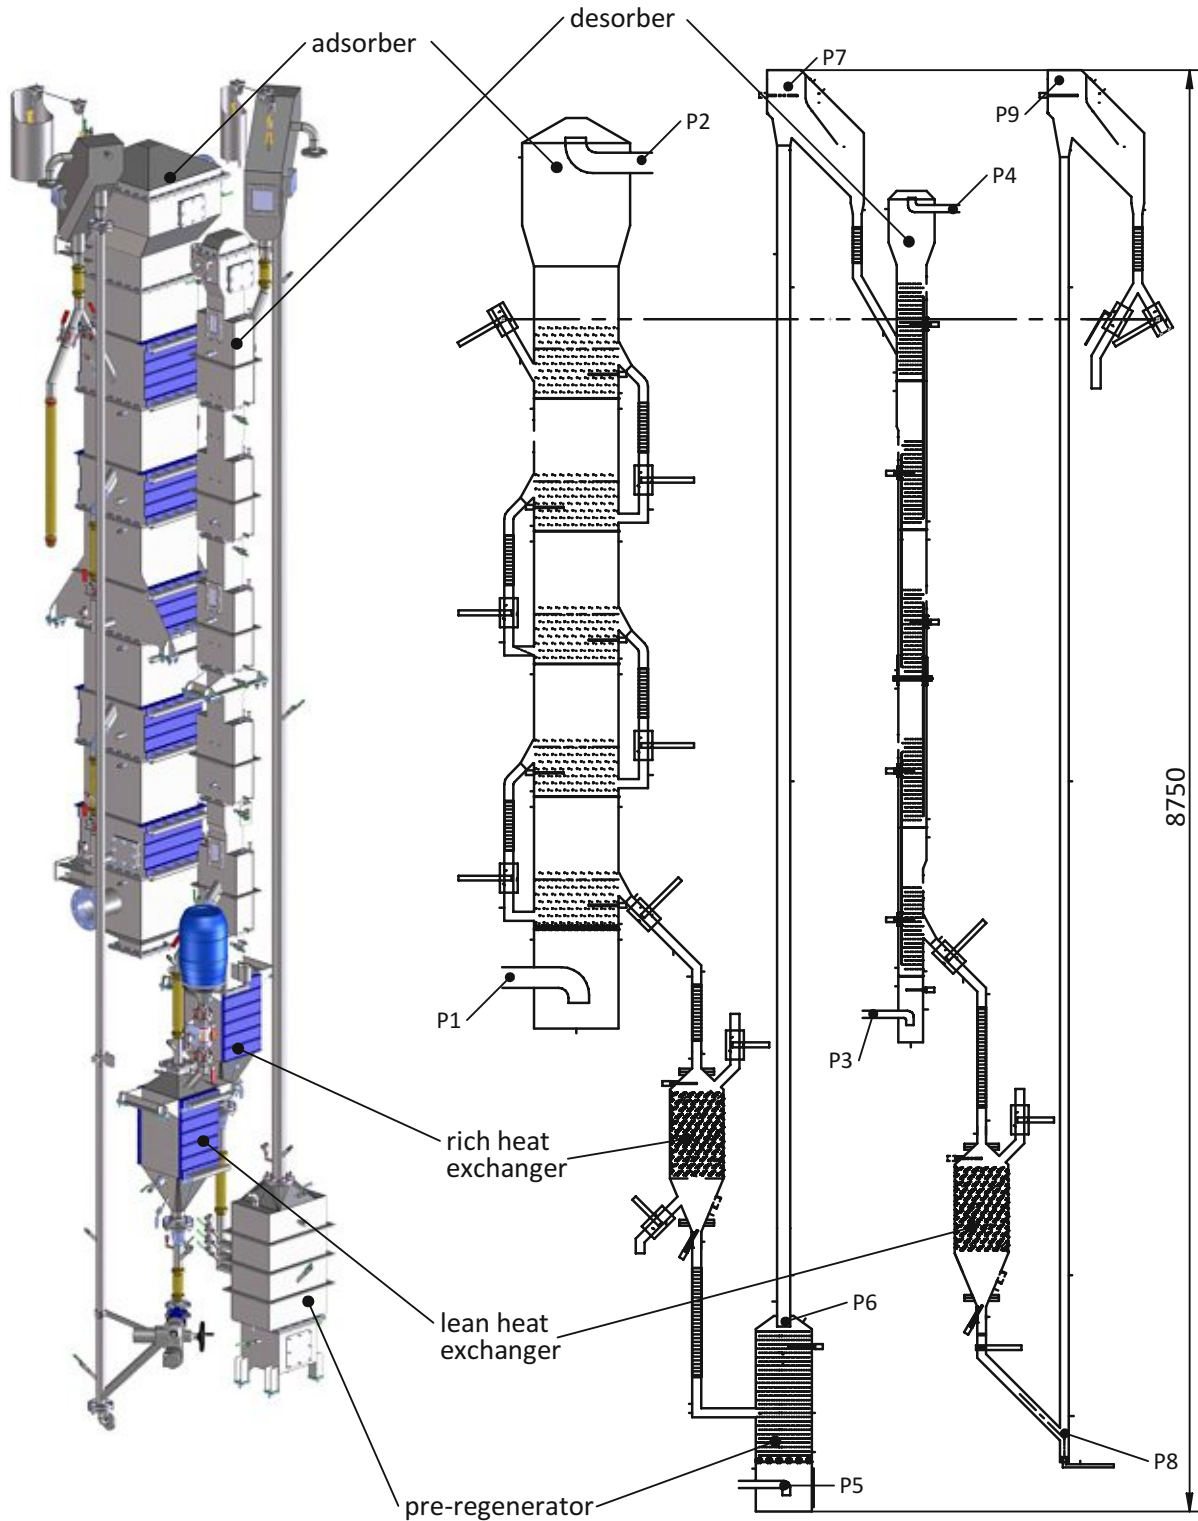 desorber
adsorber
P7
P9
P2
P4
8750
P1
P3
rich heat
exchanger
P6
lean heat
exchanger
P8
P5
pre-regenerator